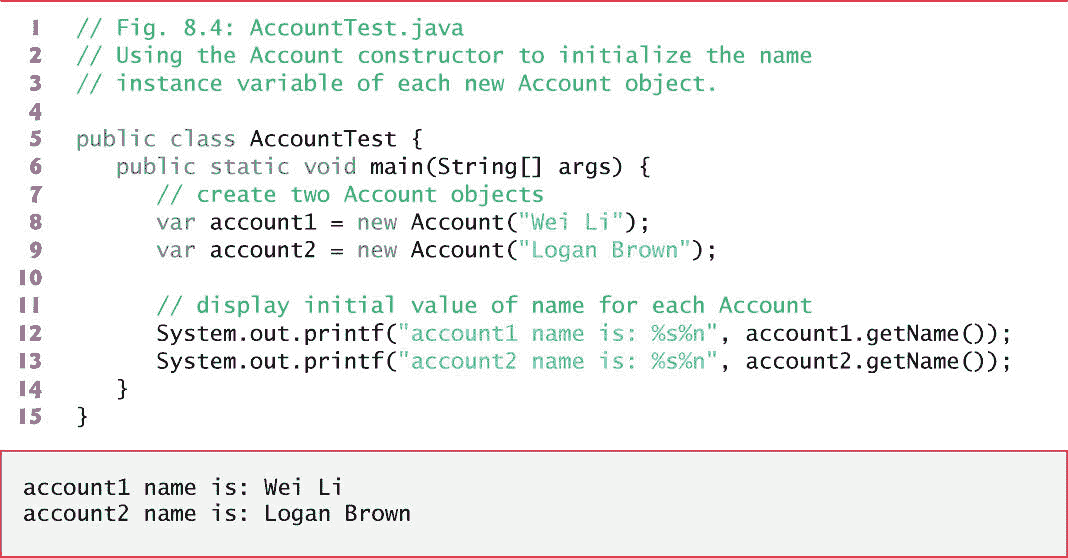 1 // Fig. 8.4: AccountTest.java
2 // Using the Account constructor to initialize the name
3 // instance variable of each new Account object.
4
5 public class AccountTest {
6    public static void main(String[] args) {
7       // create two Account objects
8       var account1 = new Account("Wei Li");
9       var account2 = new Account("Logan Brown");
10
11       // display initial value of name for each Account
12       System.out.printf("account1 name is: %s%n", account1.getName());
13       System.out.printf("account2 name is: %s%n", account2.getName());
14    }
15 }
account1 name is: Wei Li
account2 name is: Logan Brown